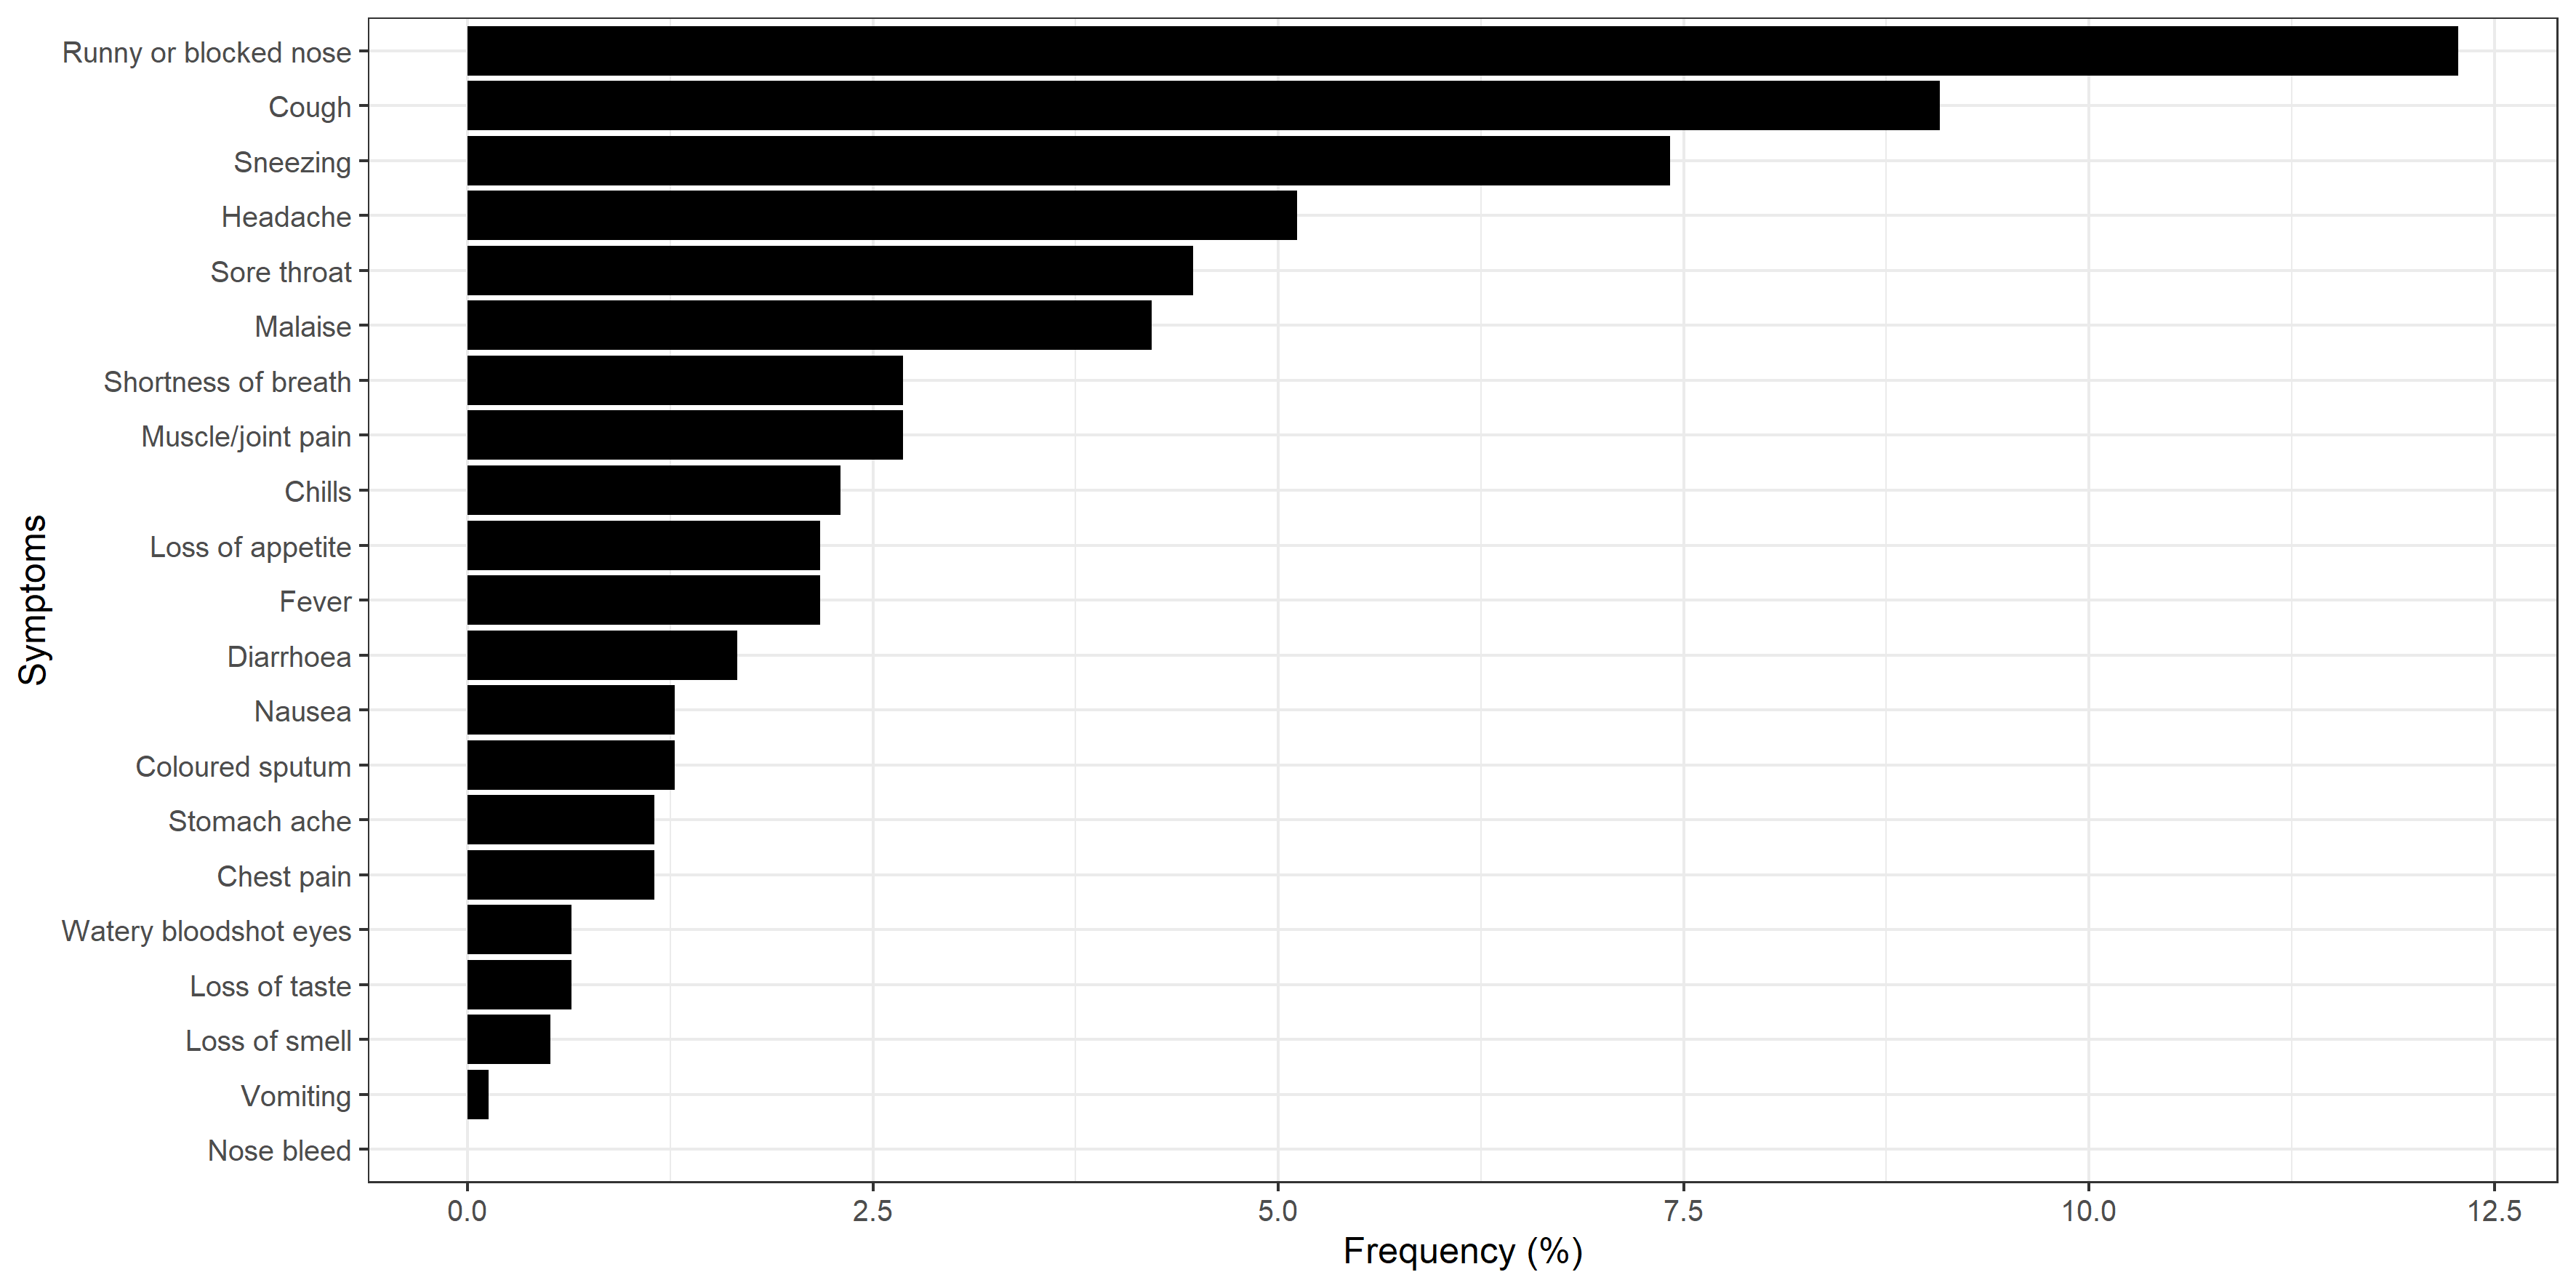 Runny or blocked nose
Cough
Sneezing
Headache
Sore throat
Malaise
Shortness of breath
Muscle/joint pain
Chills
Loss of appetite
Fever
Diarrhoea
Nausea
Coloured sputum
Stomach ache
Chest pain
Watery bloodshot eyes
Loss of taste
Loss of smell
Vomiting
Nose bleed
Symptoms
0.0 2.5 5.0 7.5 10.0 12.5
Frequency (%)